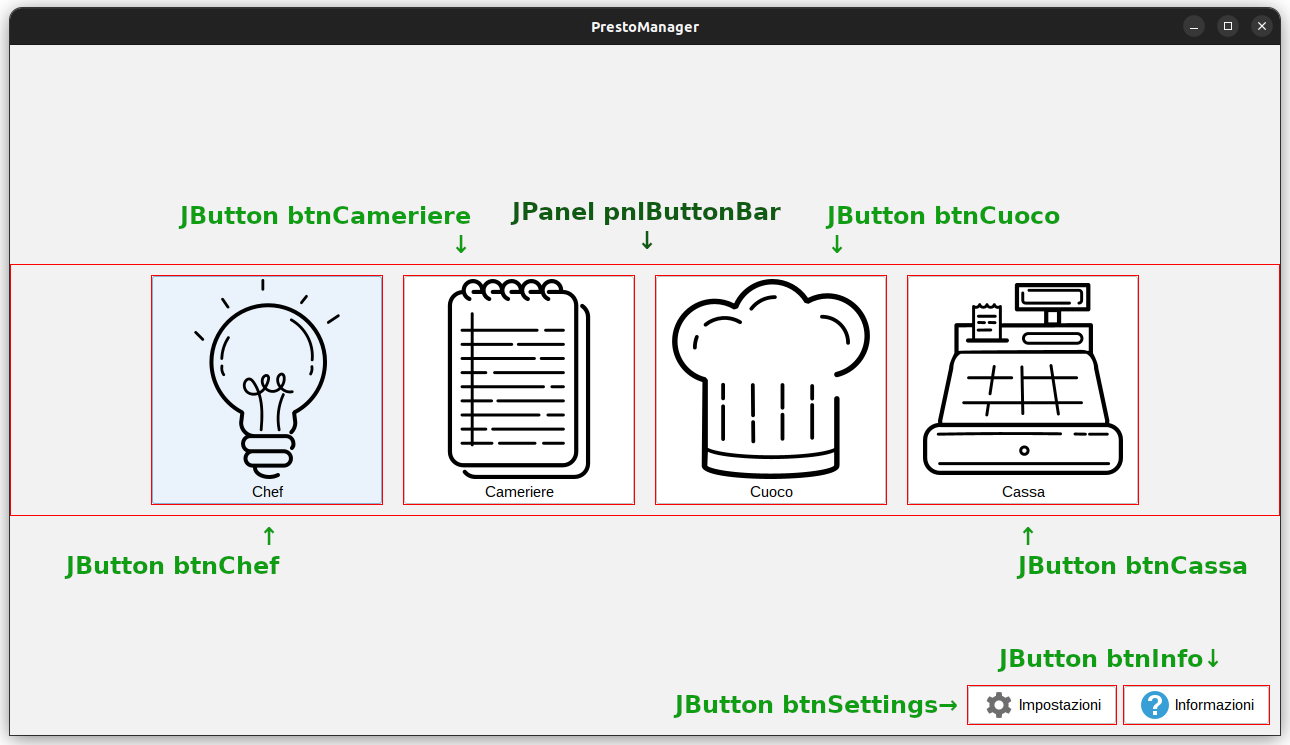 PrestoManager
JButton btnCameriere
↓
JPanel pnlButtonBar
↓
JButton btnCuoco
↓
Chef
Cameriere
Cuoco
Cassa
↑
JButton btnChef
↑
JButton btnCassa
JButton btnInfo↓
JButton btnSettings→
Impostazioni
Informazioni